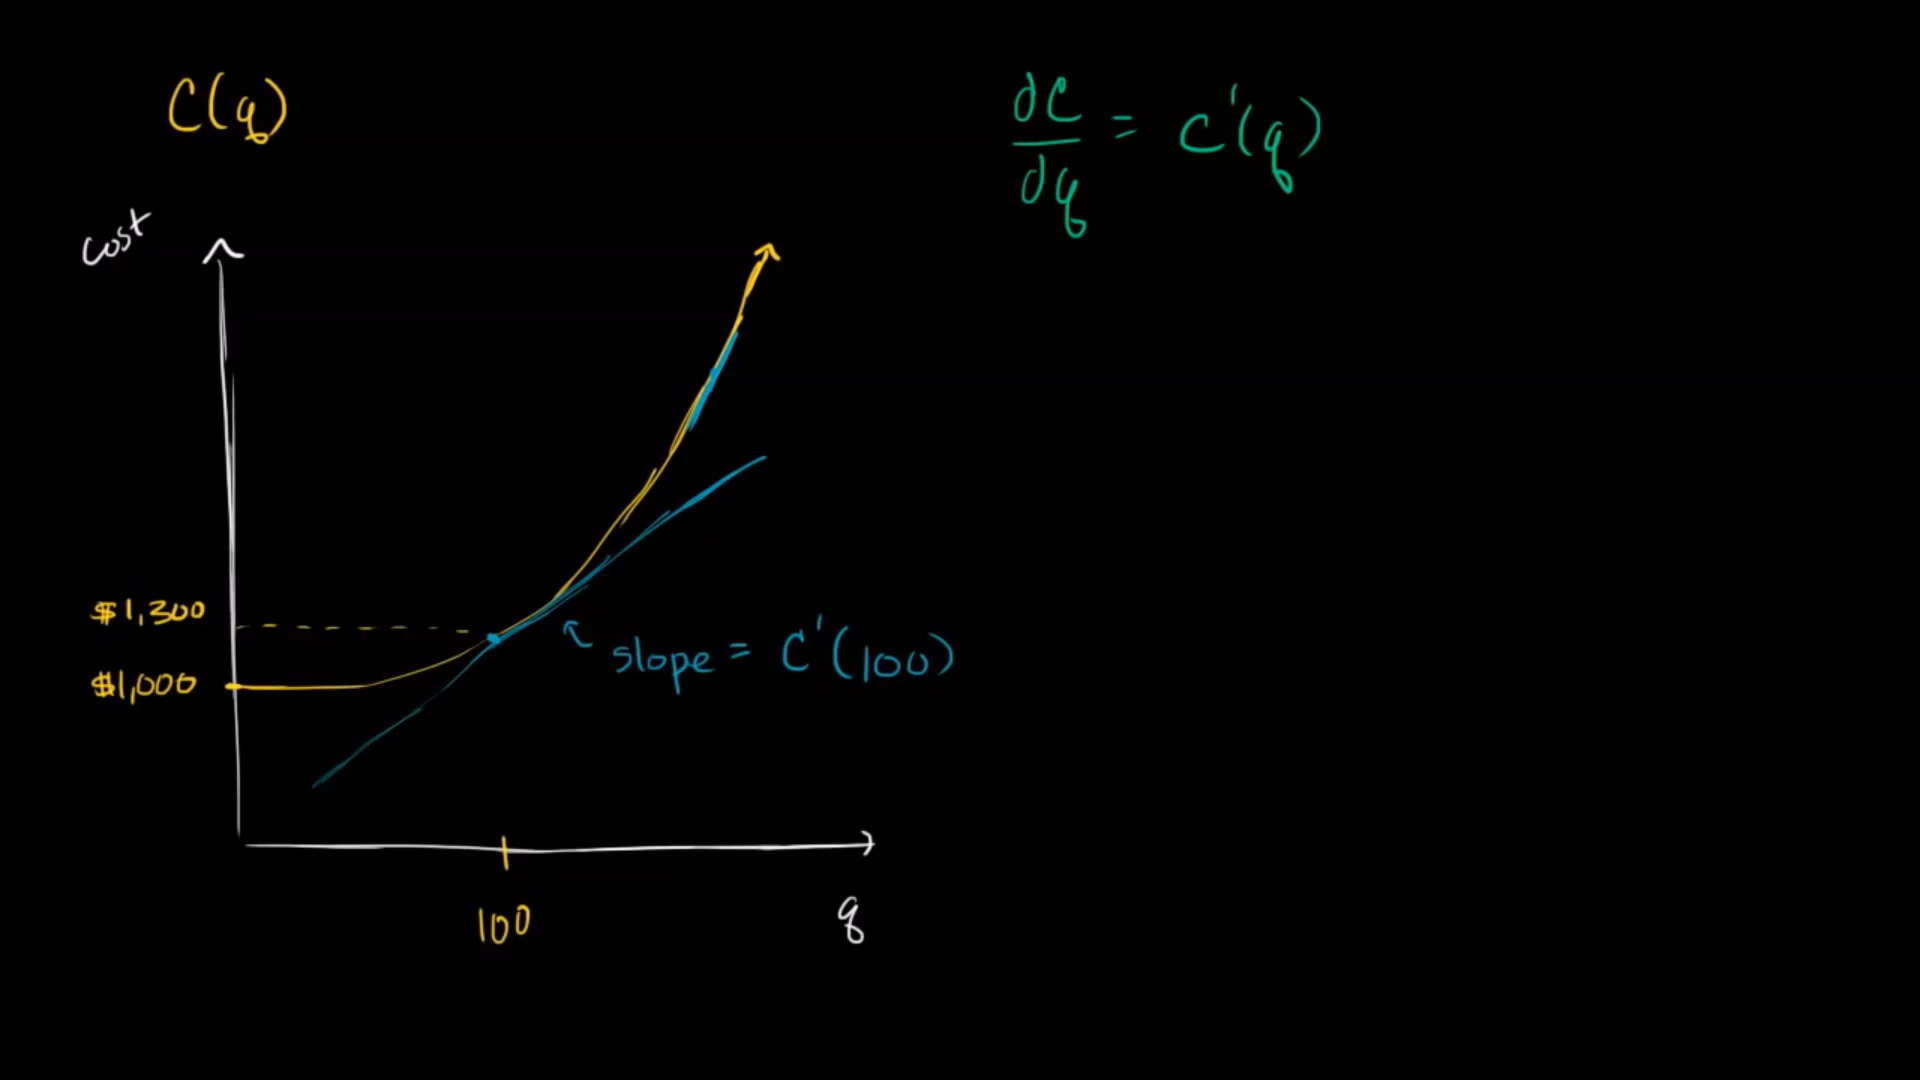 C(q)
dC/dq = C'(q)
cost
$1,300
$1,000
slope = C'(100)
100
q